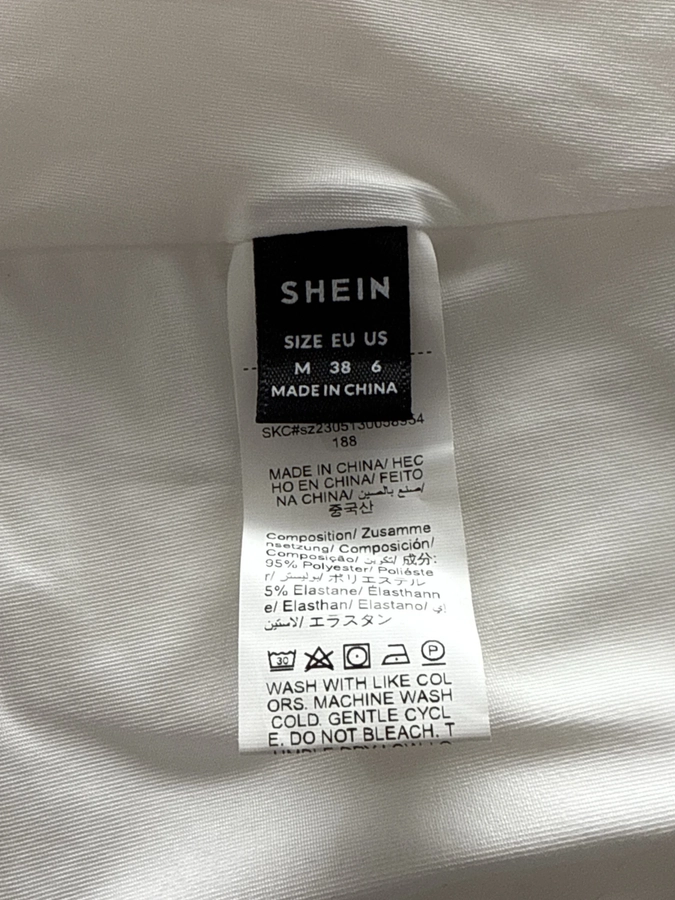 SHEIN
SIZE EU US
M 38 6
MADE IN CHINA
188
MADE IN CHINA/ HEC
HO EN CHINA/ FEITO
NA CHINA/ صنع بالصين/
중국산
Composition/ Zusamme
nsetzung/ Composición/
Composição/ تكوين/ 成分:
95% Polyester/ Poliéste
r/ بوليستر/ ポリエステル
5% Elastane/ Élasthann
e/ Elasthan/ Elastano/ إي
لاستين/ エラスタン
30
P
WASH WITH LIKE COL
ORS. MACHINE WASH
COLD. GENTLE CYCL
E. DO NOT BLEACH. T